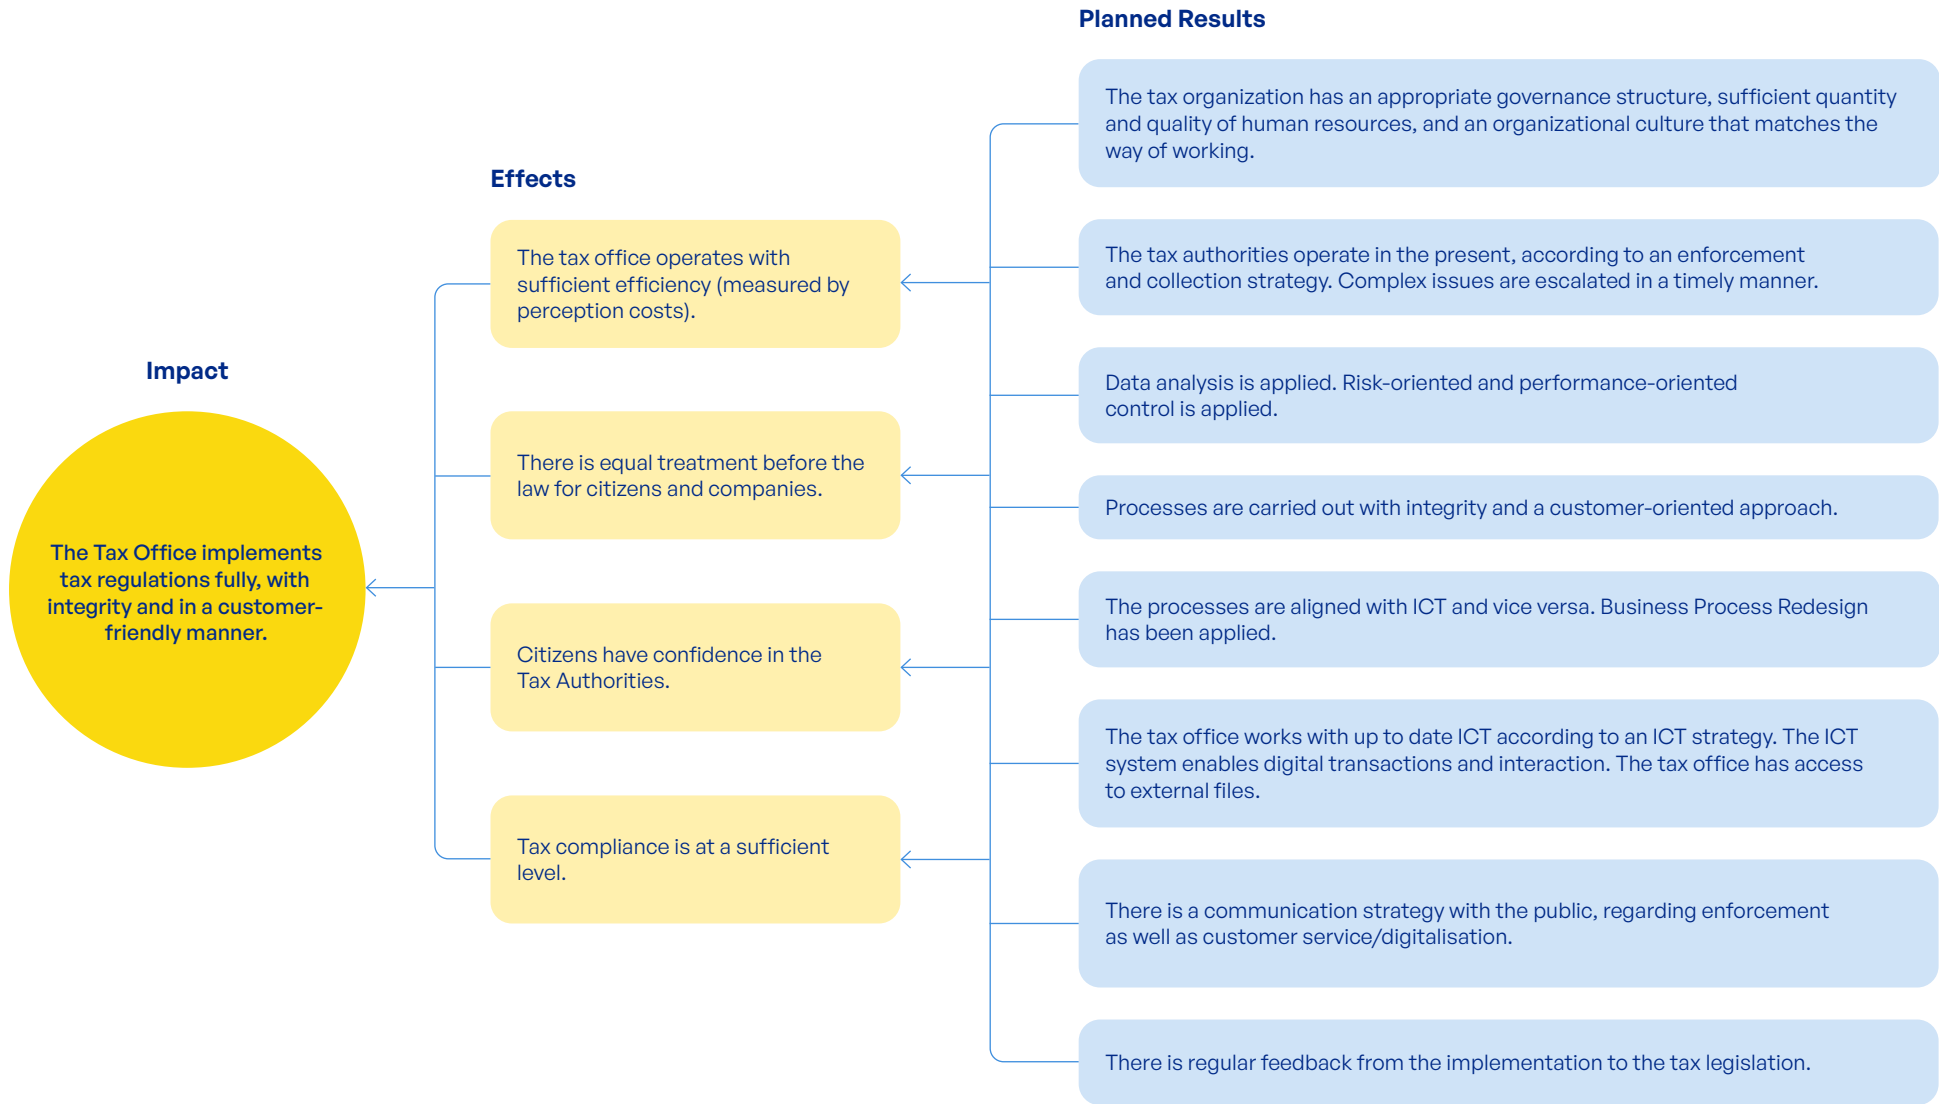 Impact
The Tax Office implements
tax regulations fully, with
integrity and in a customer-
friendly manner.
Effects
The tax office operates with
sufficient efficiency (measured by
perception costs).
There is equal treatment before the
law for citizens and companies.
Citizens have confidence in the
Tax Authorities.
Tax compliance is at a sufficient
level.
Planned Results
The tax organization has an appropriate governance structure, sufficient quantity
and quality of human resources, and an organizational culture that matches the
way of working.
The tax authorities operate in the present, according to an enforcement
and collection strategy. Complex issues are escalated in a timely manner.
Data analysis is applied. Risk-oriented and performance-oriented
control is applied.
Processes are carried out with integrity and a customer-oriented approach.
The processes are aligned with ICT and vice versa. Business Process Redesign
has been applied.
The tax office works with up to date ICT according to an ICT strategy. The ICT
system enables digital transactions and interaction. The tax office has access
to external files.
There is a communication strategy with the public, regarding enforcement
as well as customer service/digitalisation.
There is regular feedback from the implementation to the tax legislation.